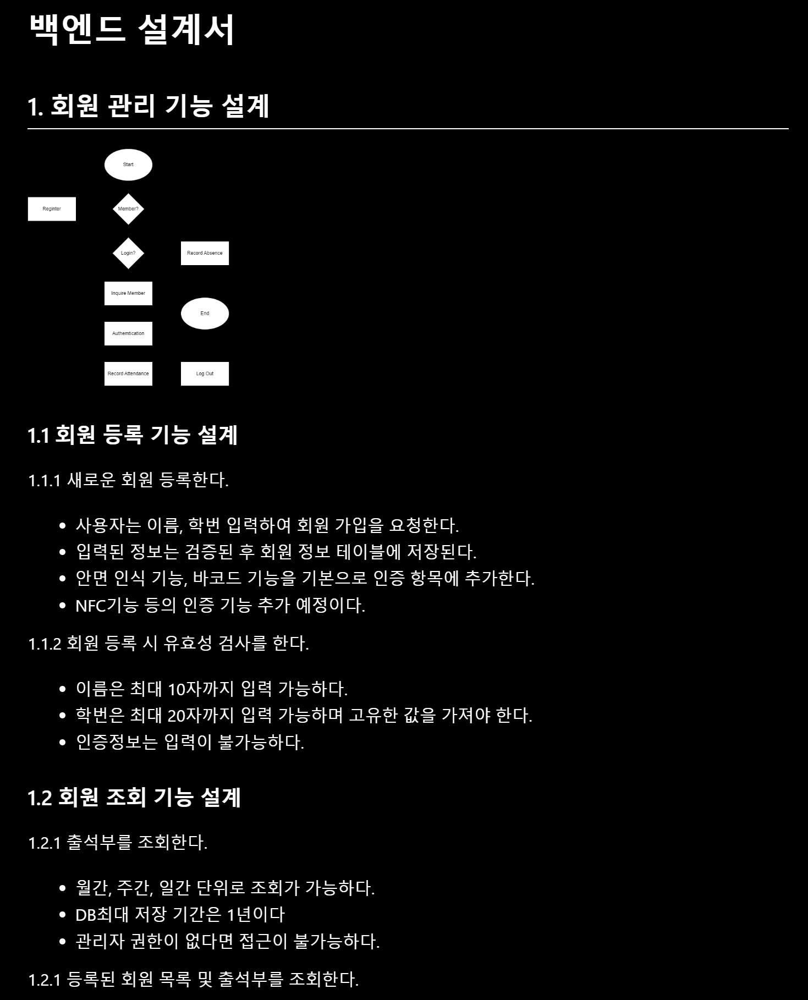 백엔드 설계서
1. 회원 관리 기능 설계
Start
Reginter
Member?
Login?
Record Absence
Inquire Member
End
Authemtication
Record Attendance
Log Out
1.1 회원 등록 기능 설계
1.1.1 새로운 회원 등록한다.
• 사용자는 이름, 학번 입력하여 회원 가입을 요청한다.
• 입력된 정보는 검증된 후 회원 정보 테이블에 저장된다.
• 안면 인식 기능, 바코드 기능을 기본으로 인증 항목에 추가한다.
• NFC기능 등의 인증 기능 추가 예정이다.
1.1.2 회원 등록 시 유효성 검사를 한다.
• 이름은 최대 10자까지 입력 가능하다.
• 학번은 최대 20자까지 입력 가능하며 고유한 값을 가져야 한다.
• 인증정보는 입력이 불가능하다.
1.2 회원 조회 기능 설계
1.2.1 출석부를 조회한다.
• 월간, 주간, 일간 단위로 조회가 가능하다.
• DB최대 저장 기간은 1년이다
• 관리자 권한이 없다면 접근이 불가능하다.
1.2.1 등록된 회원 목록 및 출석부를 조회한다.